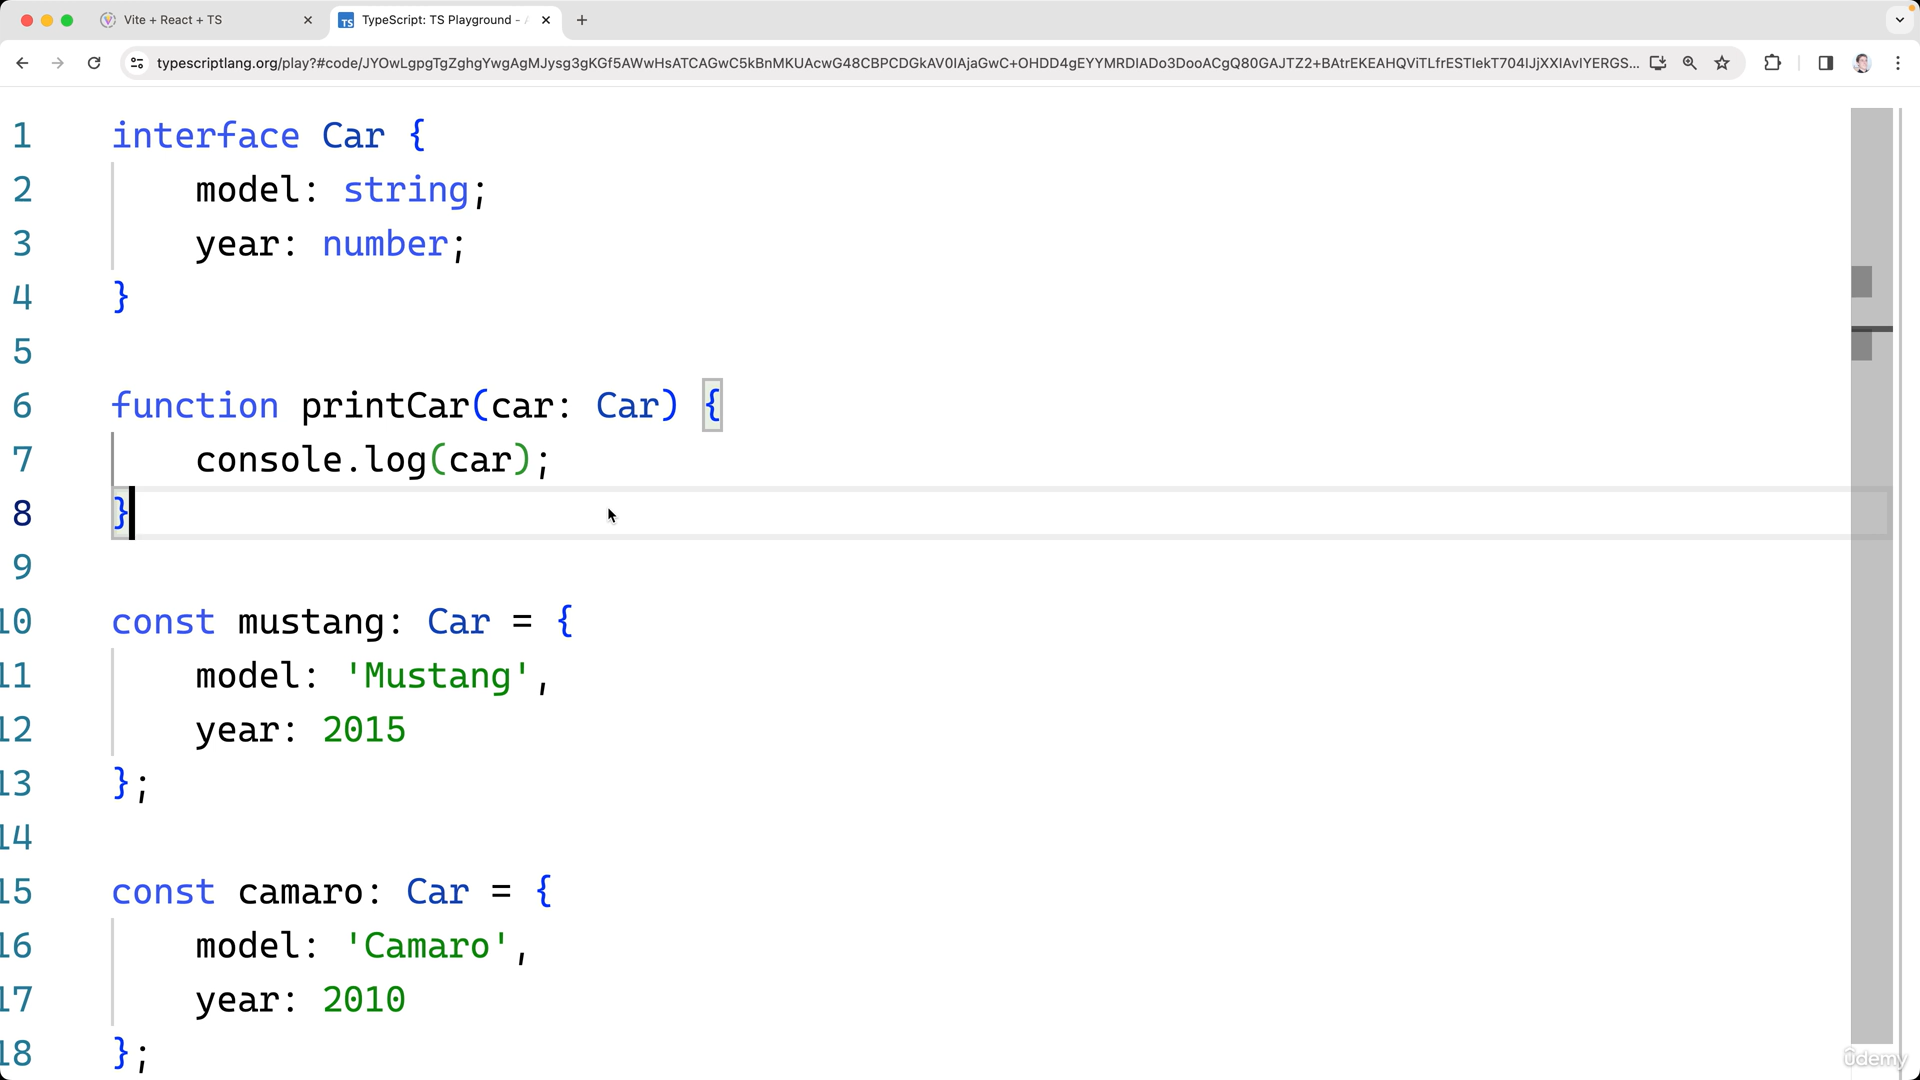 Vite + React + TS
TypeScript: TS Playground -
typescriptlang.org/play?#code/JYOwLgpgTgZghgYwgAgMJysg3gKGf5AWwHsATCAGwC5kBnMKUAcwG48CBPCDGkAV0IAjaGwC+OHDD4gEYYMRDIADo3DooACgQ80GAJTZ2+BAtrEKEAHQViTLfrESTIekT704IJjXXIAvIYERGS...
1 interface Car {
2 model: string;
3 year: number;
4 }
5
6 function printCar(car: Car) {
7 console.log(car);
8 }
9
10 const mustang: Car = {
11 model: 'Mustang',
12 year: 2015
13 };
14
15 const camaro: Car = {
16 model: 'Camaro',
17 year: 2010
18 };
ûdemy